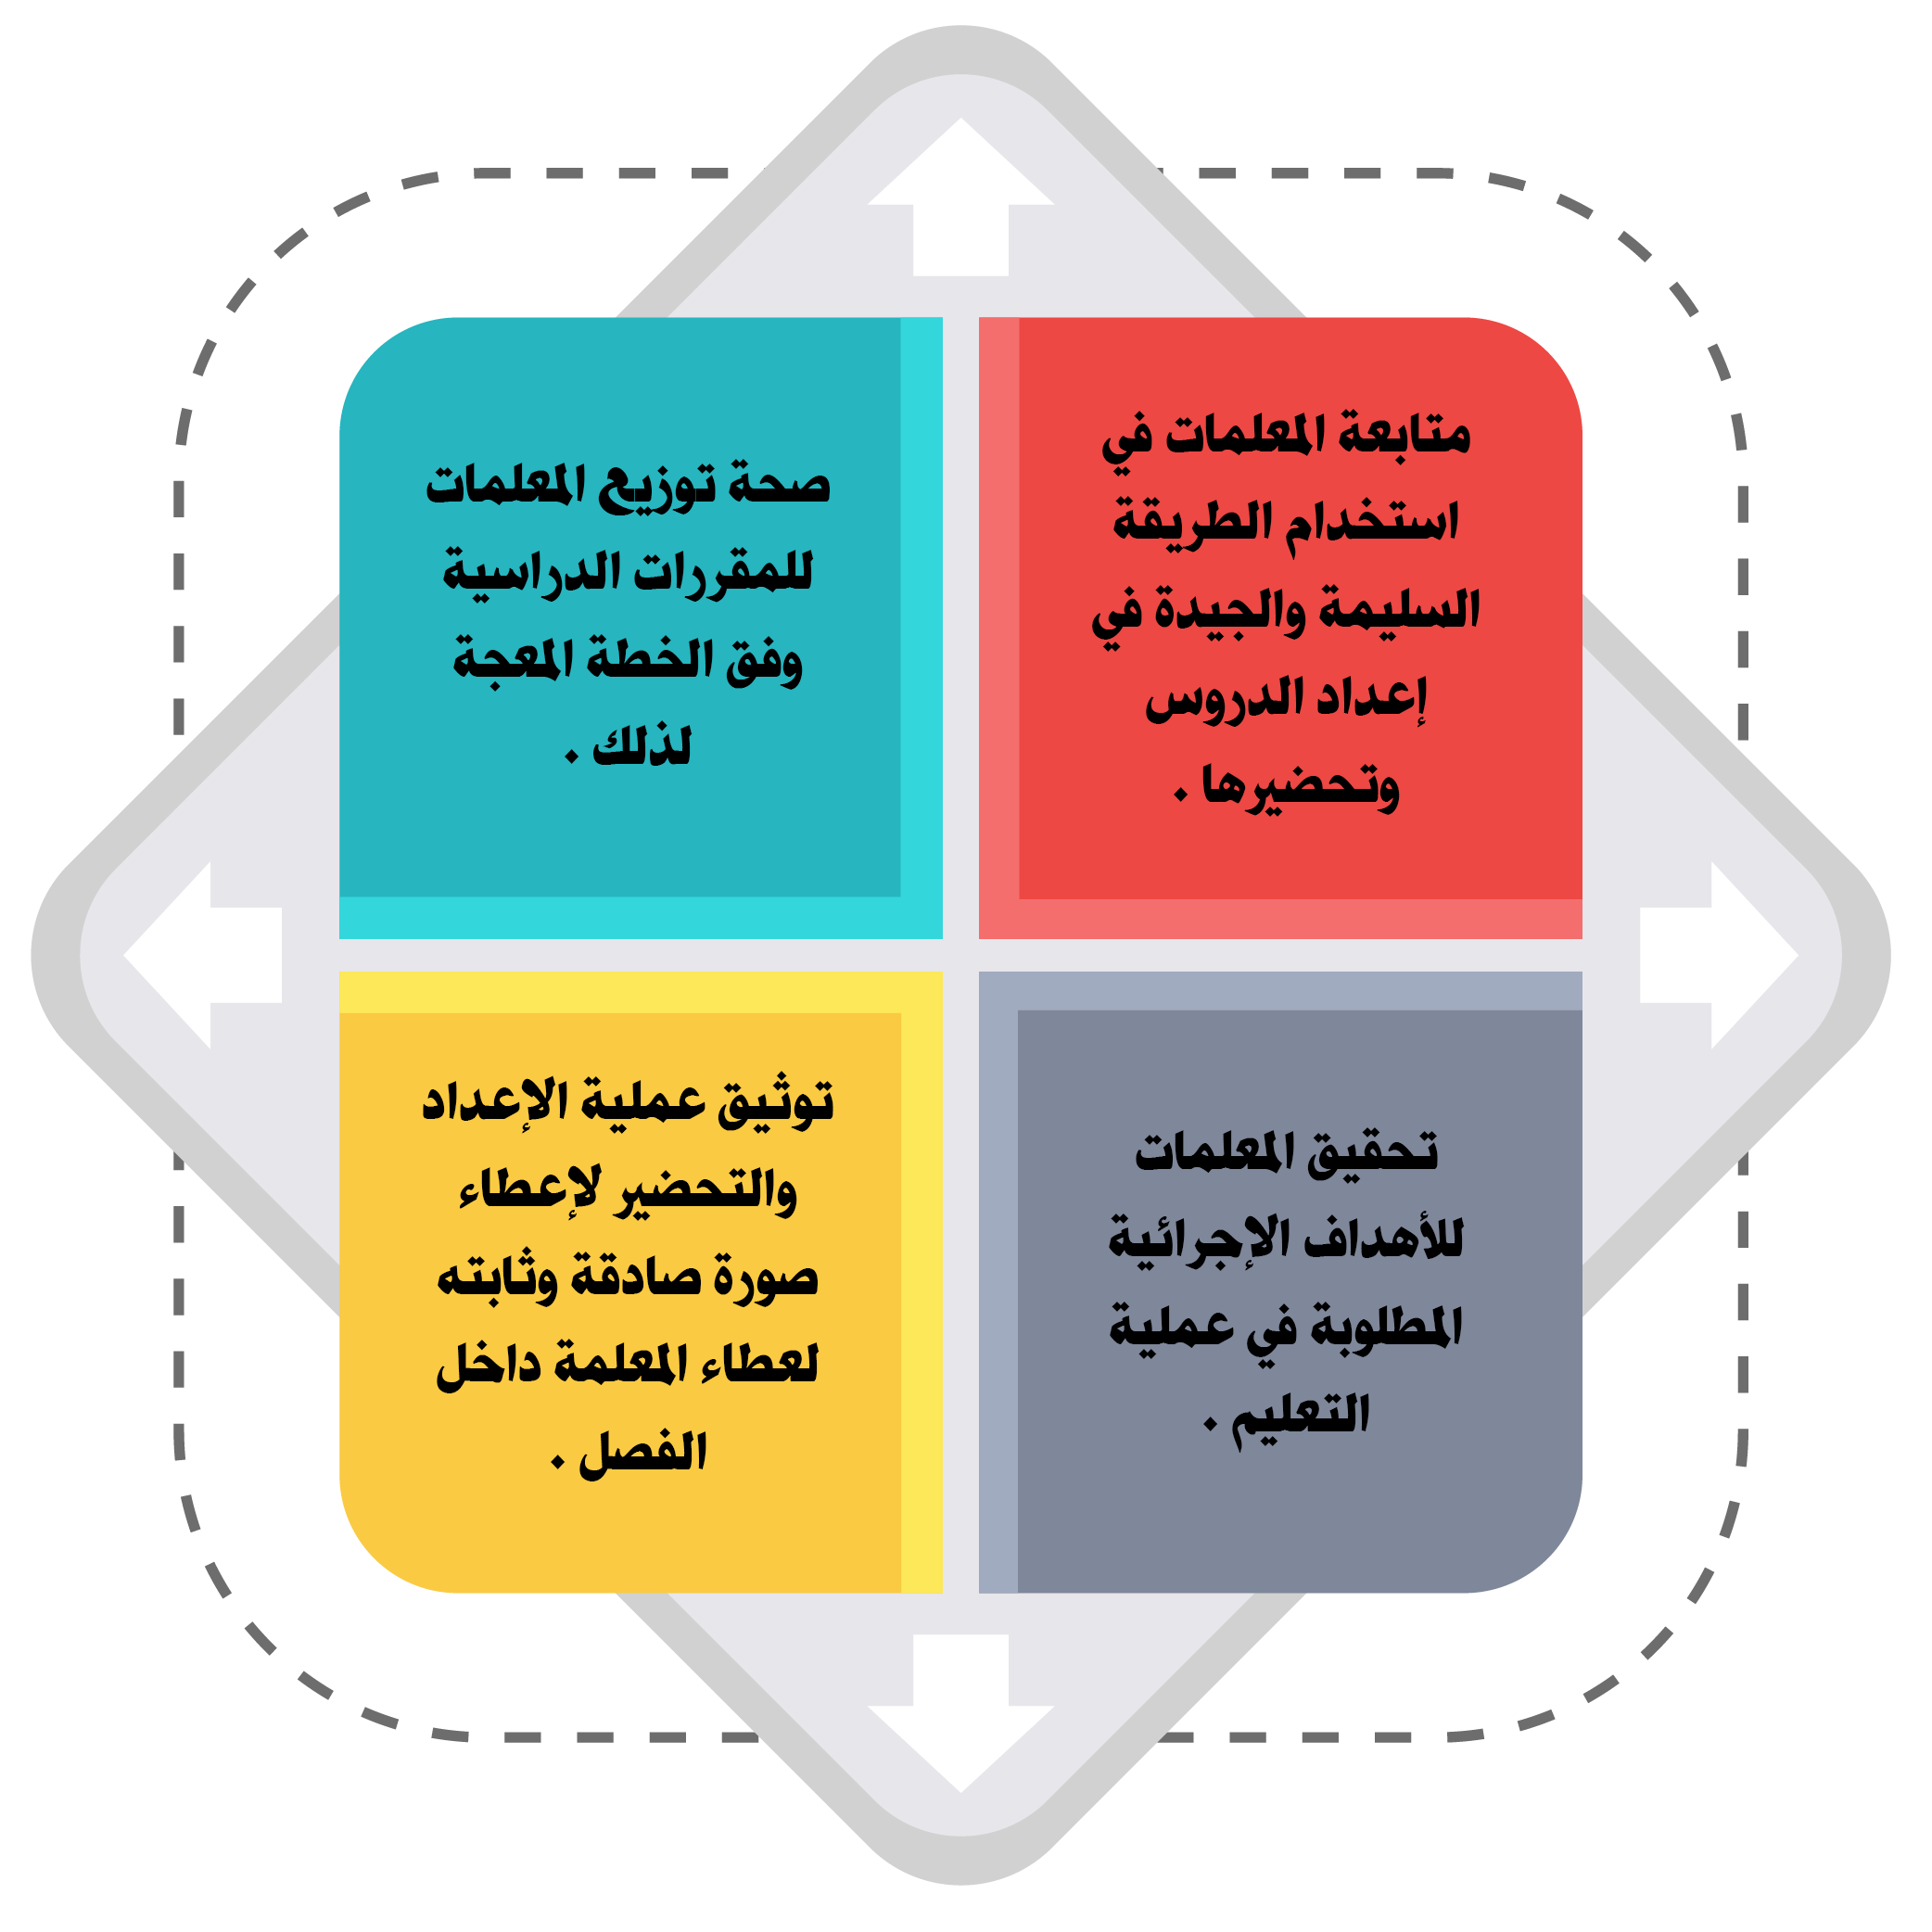 متابعة المعلمات في
استخدام الطريقة
السليمة والجيدة في
إعداد الدروس
وتحضيرها .
صحة توزيع المعلمات
للمقررات الدراسية
وفق الخطة المعجبة
لذلك .
تحقيق المعلمات
للأهداف الإجرائية
المطلوبة في عملية
التعليم .
توثيق عملية الإعداد
والتحضير لإعطاء
صورة صادقة وثابته
لعطاء المعلمة داخل
الفصل .